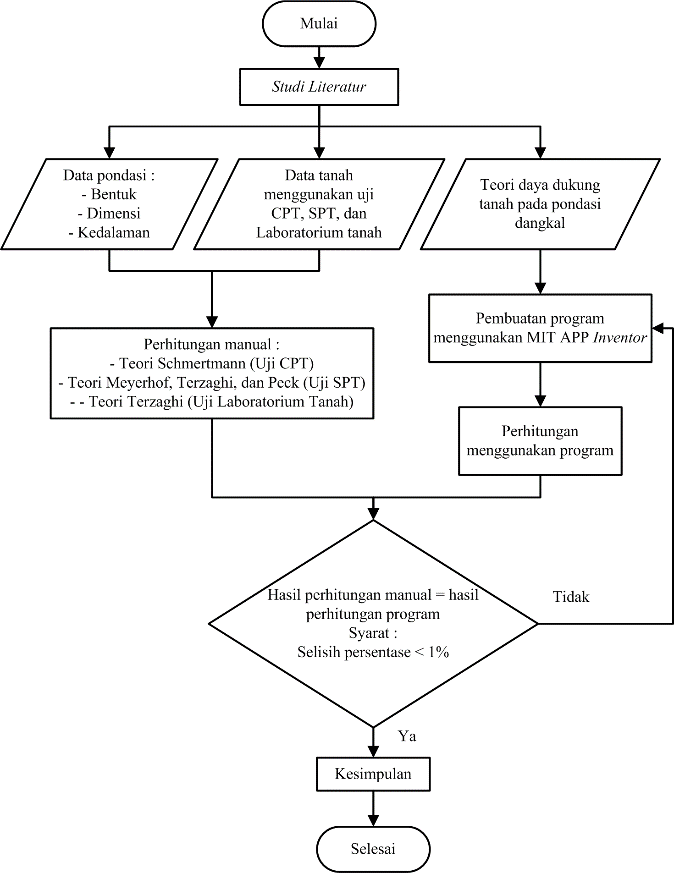 Mulai
Studi Literatur
Data pondasi :
- Bentuk
- Dimensi
- Kedalaman
Data tanah
menggunakan uji
CPT, SPT, dan
Laboratorium tanah
Teori daya dukung
tanah pada pondasi
dangkal
Pembuatan program
menggunakan MIT APP Inventor
Perhitungan manual :
- Teori Schmertmann (Uji CPT)
- Teori Meyerhof, Terzaghi, dan Peck (Uji SPT)
- - Teori Terzaghi (Uji Laboratorium Tanah)
Perhitungan
menggunakan program
Hasil perhitungan manual = hasil
perhitungan program
Syarat :
Selisih persentase < 1%
Tidak
Ya
Kesimpulan
Selesai